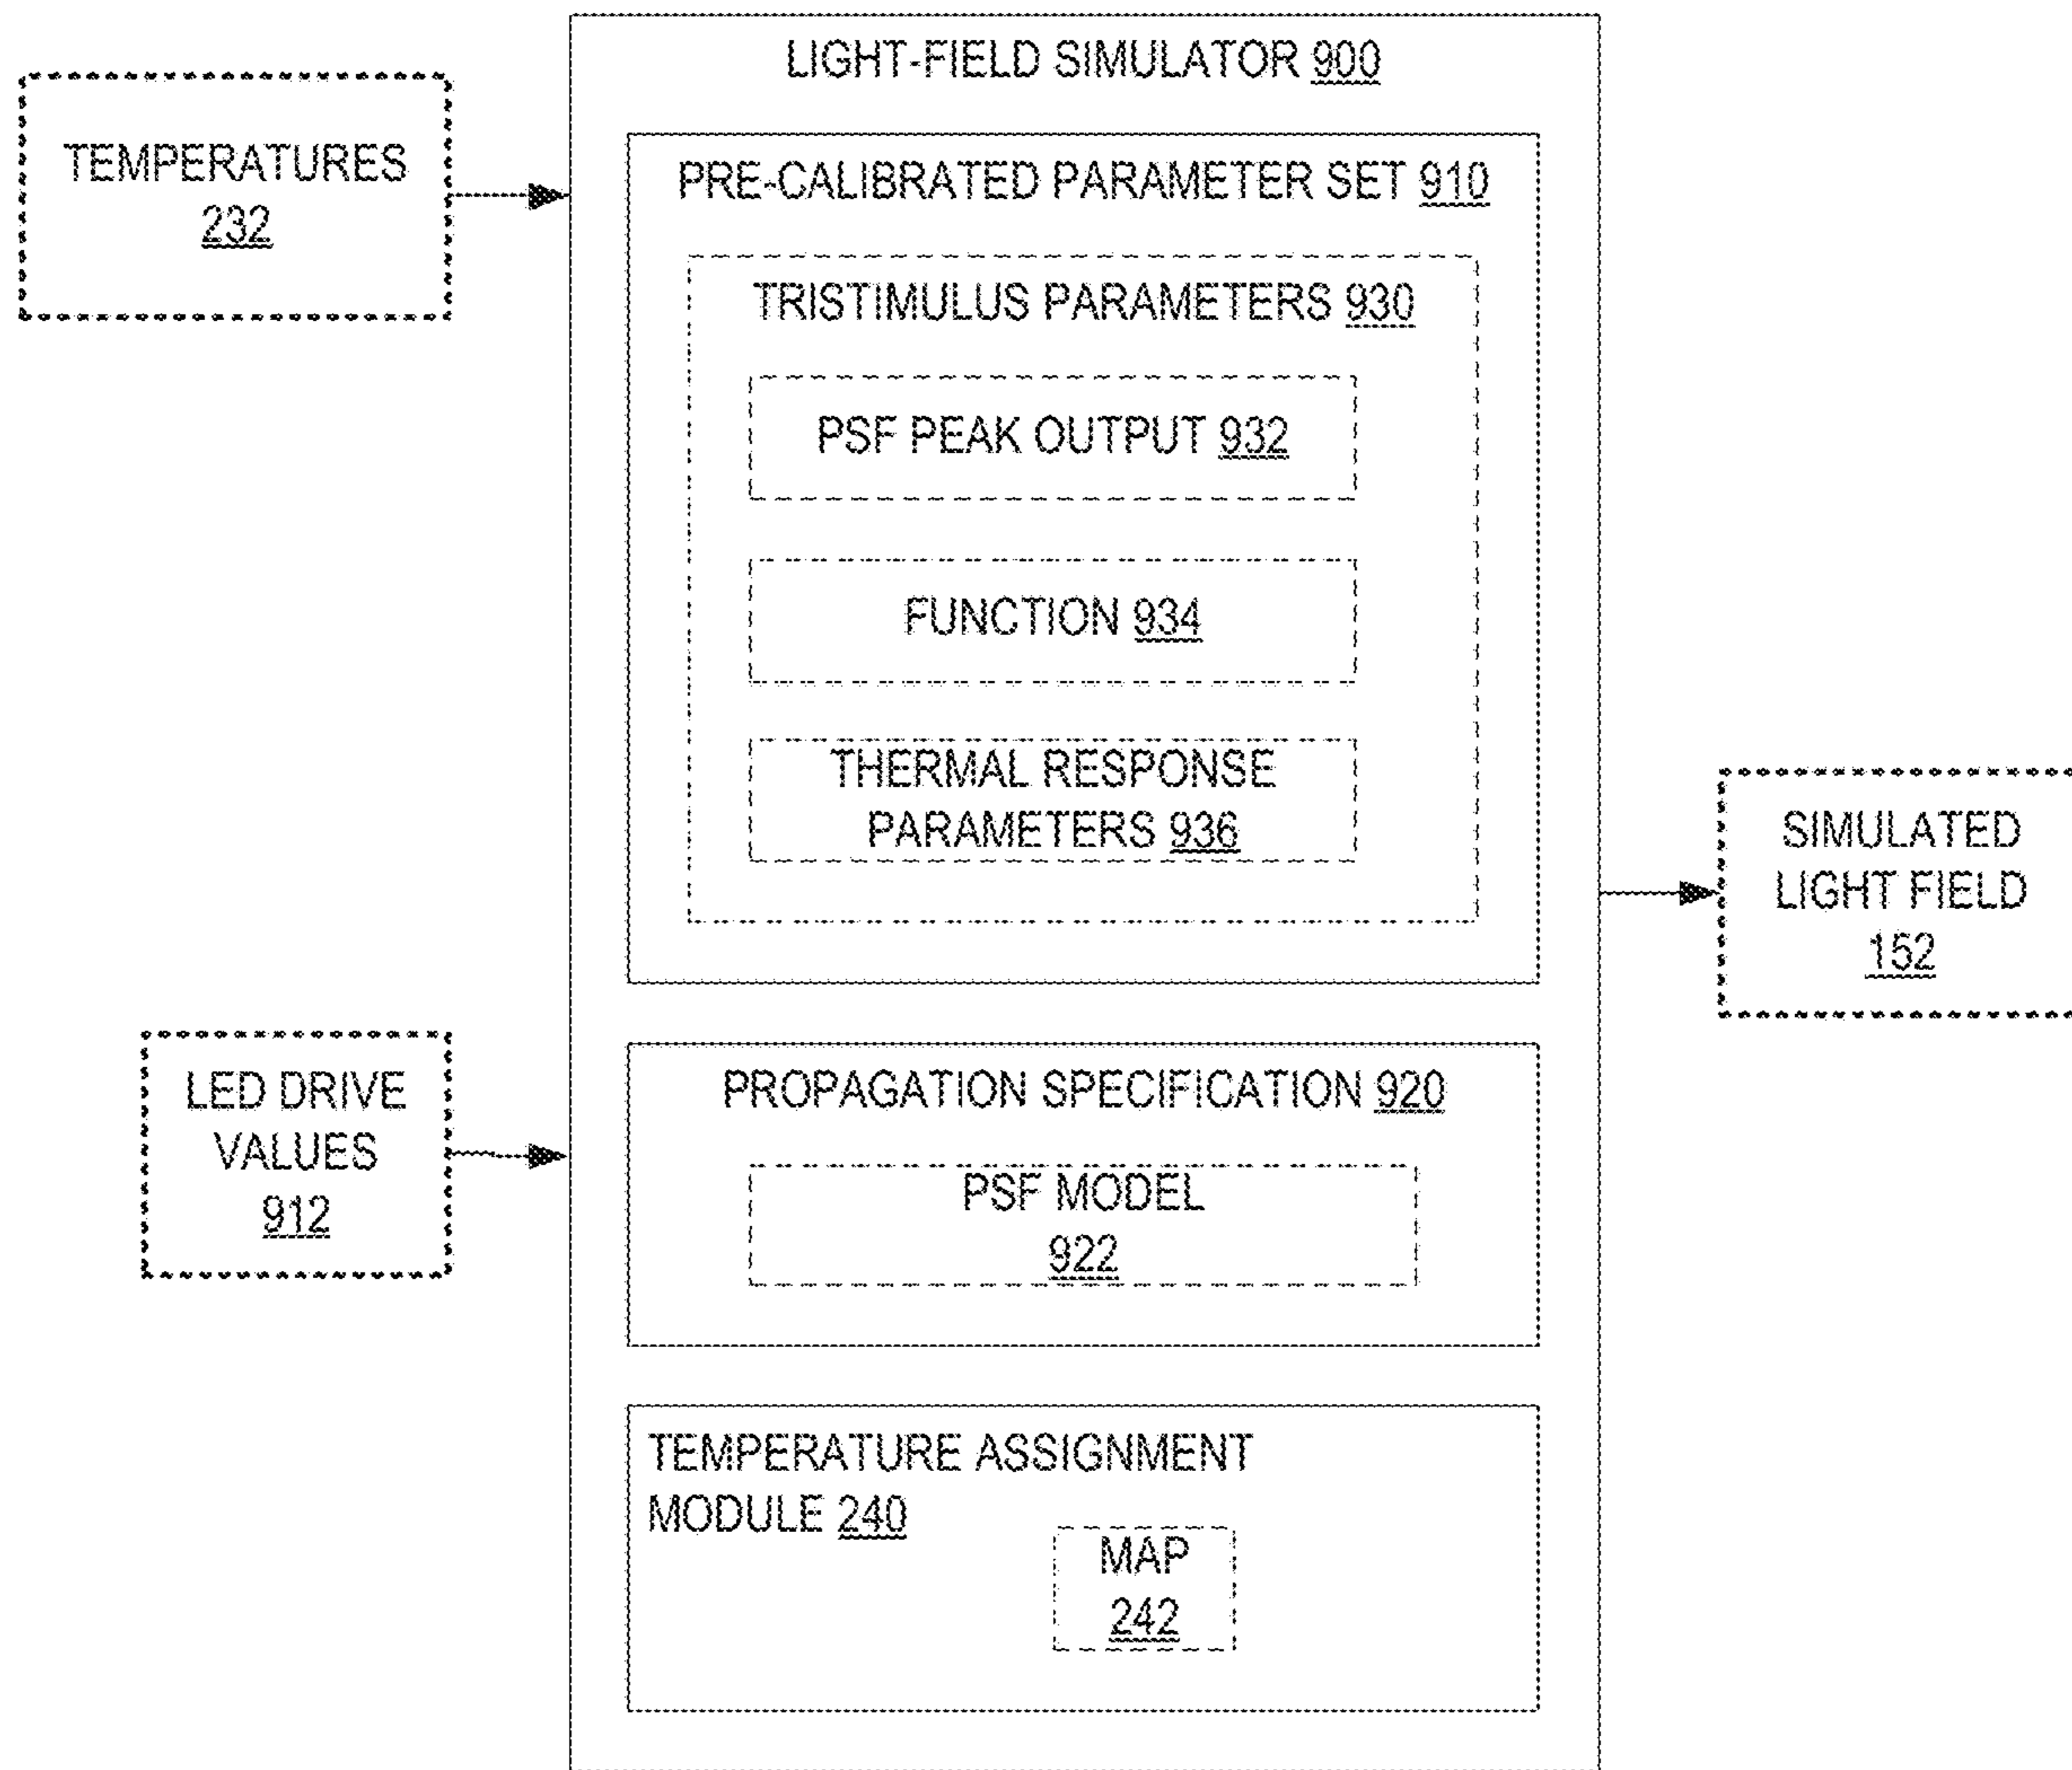 LIGHT-FIELD SIMULATOR 900
TEMPERATURES
232
PRE-CALIBRATED PARAMETER SET 910
TRISTIMULUS PARAMETERS 930
PSF PEAK OUTPUT 932
FUNCTION 934
THERMAL RESPONSE
PARAMETERS 936
SIMULATED
LIGHT FIELD
152
LED DRIVE
VALUES
912
PROPAGATION SPECIFICATION 920
PSF MODEL
922
TEMPERATURE ASSIGNMENT
MODULE 240
MAP
242